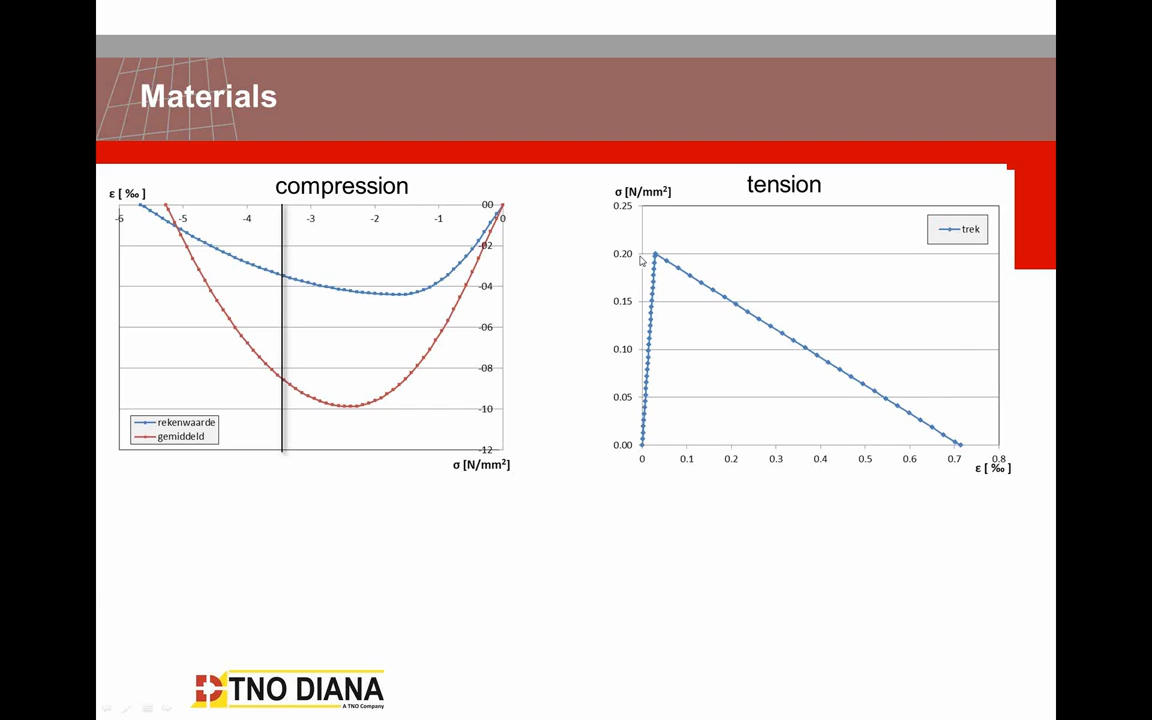 Materials
compression
ε [ ‰ ]
-6 -5 -4 -3 -2 -1 0
00
-02
-04
-06
-08
-10
-12
rekenwaarde
gemiddeld
σ [N/mm²]
tension
σ [N/mm²]
0.25
0.20
0.15
0.10
0.05
0.00
trek
0 0.1 0.2 0.3 0.4 0.5 0.6 0.7 0.8
ε [ ‰ ]
TNO DIANA
A TNO Company